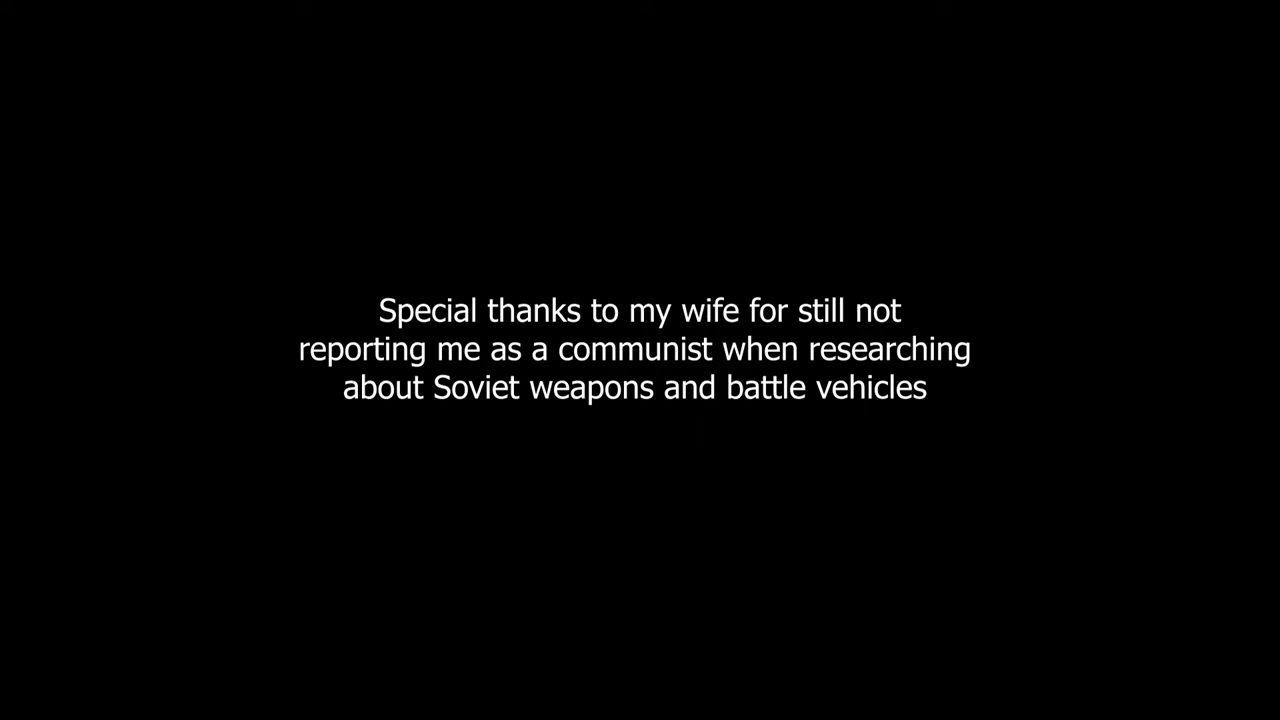 Special thanks to my wife for still not
reporting me as a communist when researching
about Soviet weapons and battle vehicles